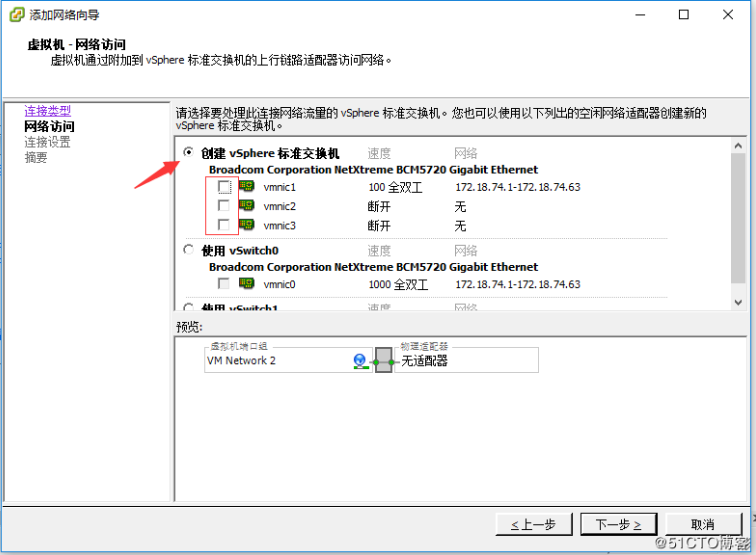 添加网络向导
虚拟机 - 网络访问
虚拟机通过附加到 vSphere 标准交换机的上行链路适配器访问网络。
连接类型
网络访问
连接设置
摘要
请选择要处理此连接网络流量的 vSphere 标准交换机。您也可以使用以下列出的空闲网络适配器创建新的
vSphere 标准交换机。
创建 vSphere 标准交换机 速度 网络
Broadcom Corporation NetXtreme BCM5720 Gigabit Ethernet
vmnic1 100 全双工 172.18.74.1-172.18.74.63
vmnic2 断开 无
vmnic3 断开 无
使用 vSwitch0 速度 网络
Broadcom Corporation NetXtreme BCM5720 Gigabit Ethernet
vmnic0 1000 全双工 172.18.74.1-172.18.74.63
使用 vSwitch1 速度 网络
预览:
虚拟机端口组 物理适配器
VM Network 2 无适配器
≤上一步 下一步 ≥ 取消
@51CTO博客